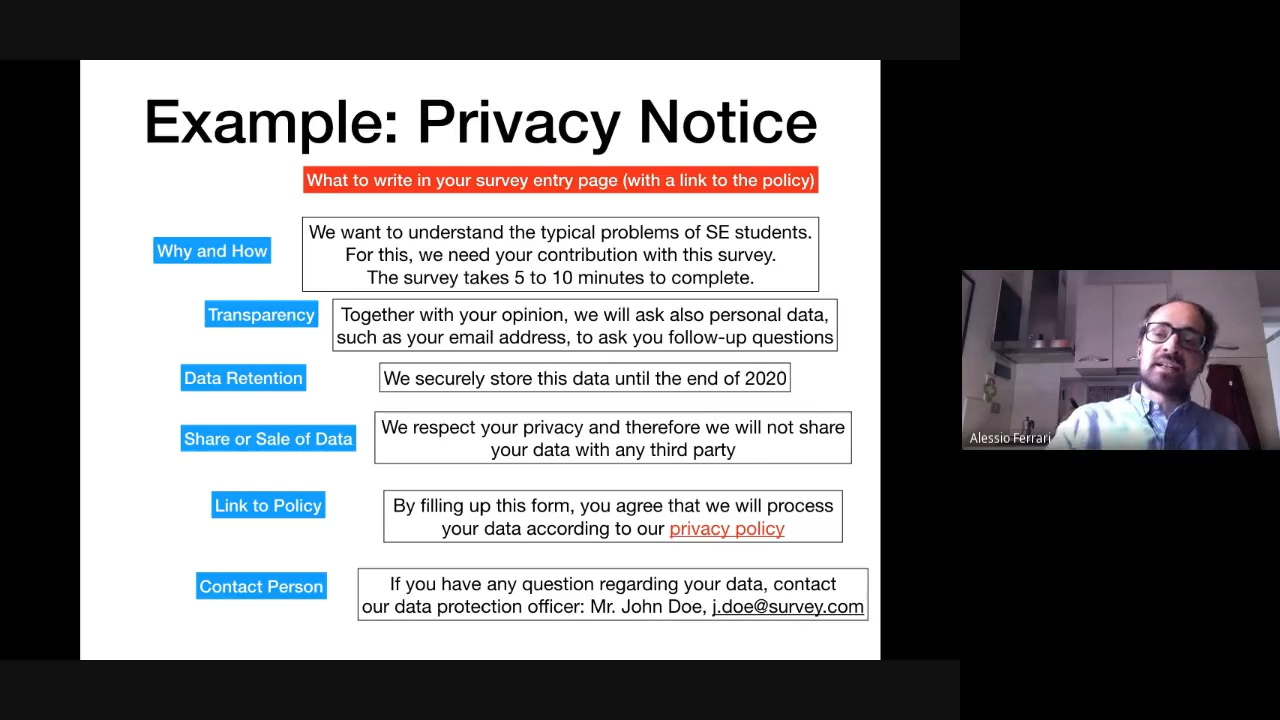 Example: Privacy Notice
What to write in your survey entry page (with a link to the policy)
Why and How
We want to understand the typical problems of SE students.
For this, we need your contribution with this survey.
The survey takes 5 to 10 minutes to complete.
Transparency
Together with your opinion, we will ask also personal data,
such as your email address, to ask you follow-up questions
Data Retention
We securely store this data until the end of 2020
Share or Sale of Data
We respect your privacy and therefore we will not share
your data with any third party
Link to Policy
By filling up this form, you agree that we will process
your data according to our privacy policy
Contact Person
If you have any question regarding your data, contact
our data protection officer: Mr. John Doe, j.doe@survey.com
Alessio Ferrari